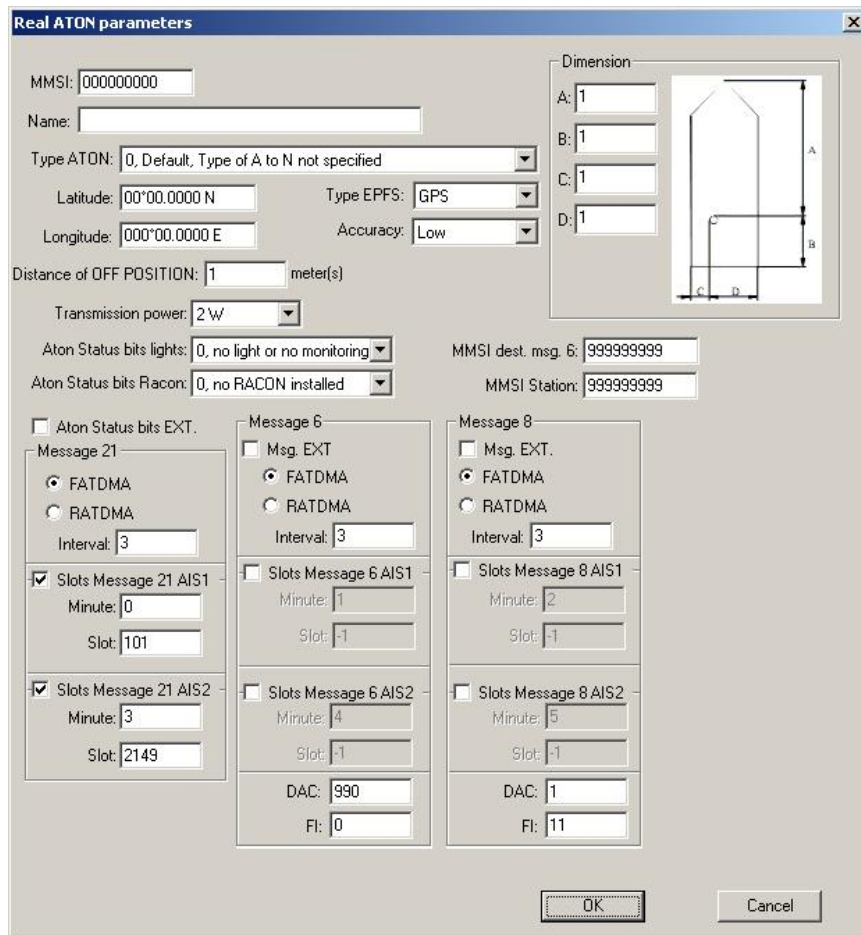 Real ATON parameters
MMSI: 000000000
Name:
Type ATON: 0, Default, Type of A to N not specified
Latitude: 00°00.0000 N
Type EPFS: GPS
Longitude: 000°00.0000 E
Accuracy: Low
Dimension
A: 1
B: 1
C: 1
D: 1
A
B
C D
Distance of OFF POSITION: 1 meter(s)
Transmission power: 2 W
Aton Status bits lights: 0, no light or no monitoring
MMSI dest. msg. 6: 999999999
Aton Status bits Racon: 0, no RACON installed
MMSI Station: 999999999
Aton Status bits EXT.
Message 21
FATDMA
RATDMA
Interval: 3
Slots Message 21 AIS1
Minute: 0
Slot: 101
Slots Message 21 AIS2
Minute: 3
Slot: 2149
Message 6
Msg. EXT
FATDMA
RATDMA
Interval: 3
Slots Message 6 AIS1
Minute: 1
Slot: -1
Slots Message 6 AIS2
Minute: 4
Slot: -1
DAC: 990
FI: 0
Message 8
Msg. EXT.
FATDMA
RATDMA
Interval: 3
Slots Message 8 AIS1
Minute: 2
Slot: -1
Slots Message 8 AIS2
Minute: 5
Slot: -1
DAC: 1
FI: 11
OK
Cancel